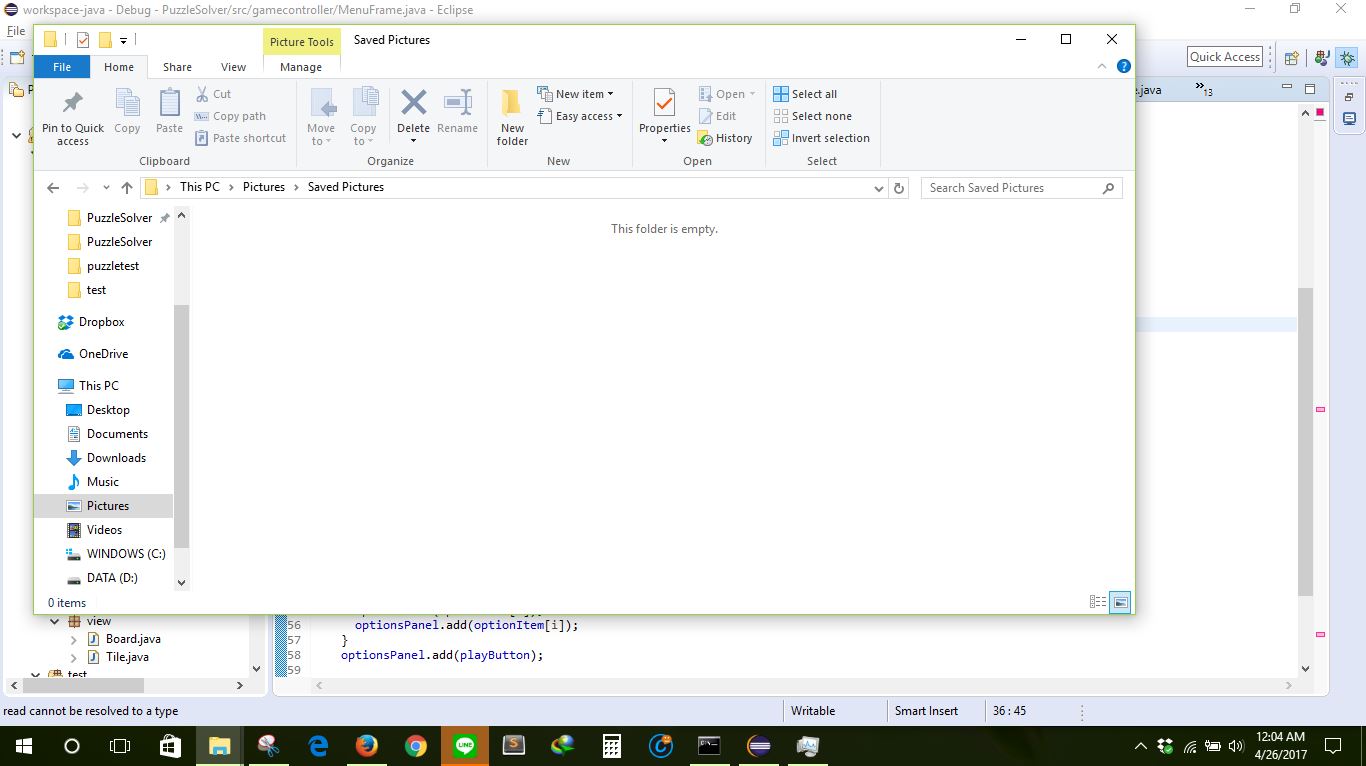 workspace-java - Debug - PuzzleSolver/src/gamecontroller/MenuFrame.java - Eclipse
File
Picture Tools
Saved Pictures
Quick Access
File Home Share View Manage
Pin to Quick access
Copy
Paste
Cut
Copy path
Paste shortcut
Clipboard
Move to
Copy to
Delete
Rename
Organize
New folder
New item
Easy access
New
Properties
Open
Edit
History
Open
Select all
Select none
Invert selection
Select
.java
»13
This PC > Pictures > Saved Pictures
Search Saved Pictures
This folder is empty.
PuzzleSolver
PuzzleSolver
puzzletest
test
Dropbox
OneDrive
This PC
Desktop
Documents
Downloads
Music
Pictures
Videos
WINDOWS (C:)
DATA (D:)
0 items
view
Board.java
Tile.java
test
56 optionsPanel.add(optionItem[i]);
57 }
58 optionsPanel.add(playButton);
59
read cannot be resolved to a type
Writable
Smart Insert
36 : 45
LINE
12:04 AM
4/26/2017